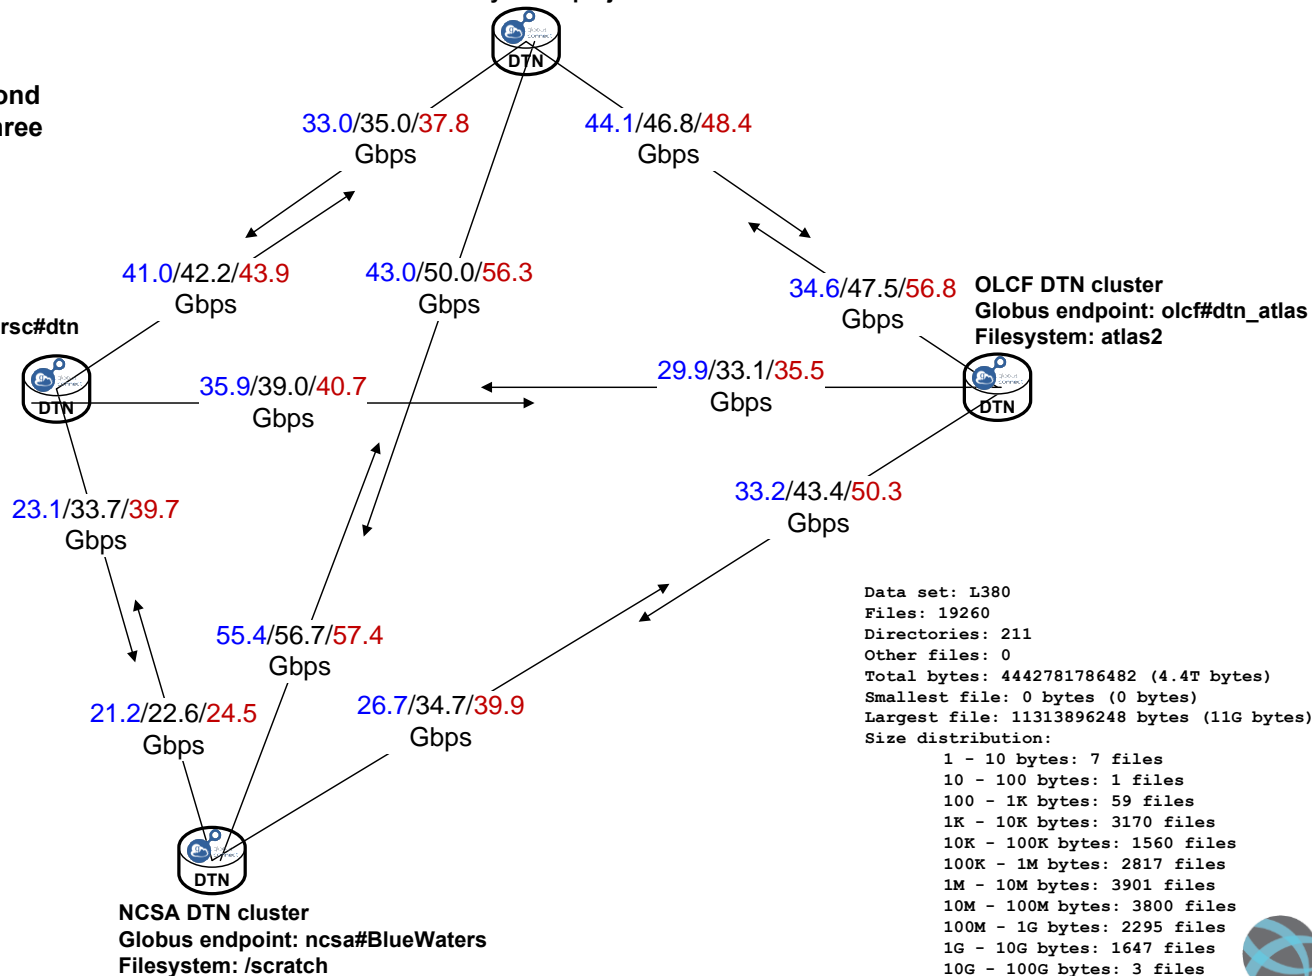 DTN
ond
ree
33.0/35.0/37.8
Gbps
44.1/46.8/48.4
Gbps
41.0/42.2/43.9
Gbps
43.0/50.0/56.3
Gbps
34.6/47.5/56.8
Gbps
OLCF DTN cluster
Globus endpoint: olcf#dtn_atlas
Filesystem: atlas2
rsc#dtn
DTN
35.9/39.0/40.7
Gbps
29.9/33.1/35.5
Gbps
DTN
23.1/33.7/39.7
Gbps
33.2/43.4/50.3
Gbps
55.4/56.7/57.4
Gbps
21.2/22.6/24.5
Gbps
26.7/34.7/39.9
Gbps
DTN
NCSA DTN cluster
Globus endpoint: ncsa#BlueWaters
Filesystem: /scratch
Data set: L380
Files: 19260
Directories: 211
Other files: 0
Total bytes: 4442781786482 (4.4T bytes)
Smallest file: 0 bytes (0 bytes)
Largest file: 11313896248 bytes (11G bytes)
Size distribution:
1 - 10 bytes: 7 files
10 - 100 bytes: 1 files
100 - 1K bytes: 59 files
1K - 10K bytes: 3170 files
10K - 100K bytes: 1560 files
100K - 1M bytes: 2817 files
1M - 10M bytes: 3901 files
10M - 100M bytes: 3800 files
100M - 1G bytes: 2295 files
1G - 10G bytes: 1647 files
10G - 100G bytes: 3 files